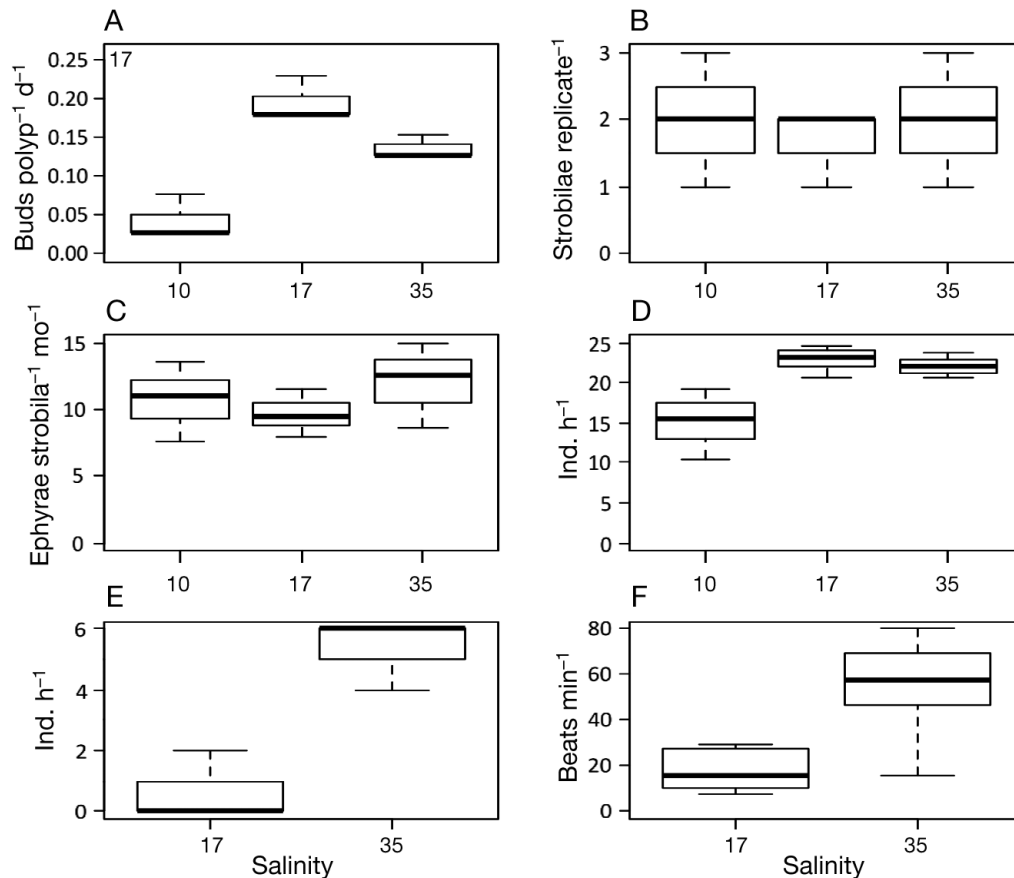 A
Buds polyp⁻¹ d⁻¹
17
0.25
0.20
0.15
0.10
0.05
0.00
10 17 35
B
Strobilae replicate⁻¹
3
2
1
0
10 17 35
C
Ephyrae strobila⁻¹ mo⁻¹
15
10
5
0
10 17 35
D
Ind. h⁻¹
25
20
15
10
5
0
10 17 35
E
Ind. h⁻¹
6
4
2
0
17 35
Salinity
F
Beats min⁻¹
80
60
40
20
0
17 35
Salinity